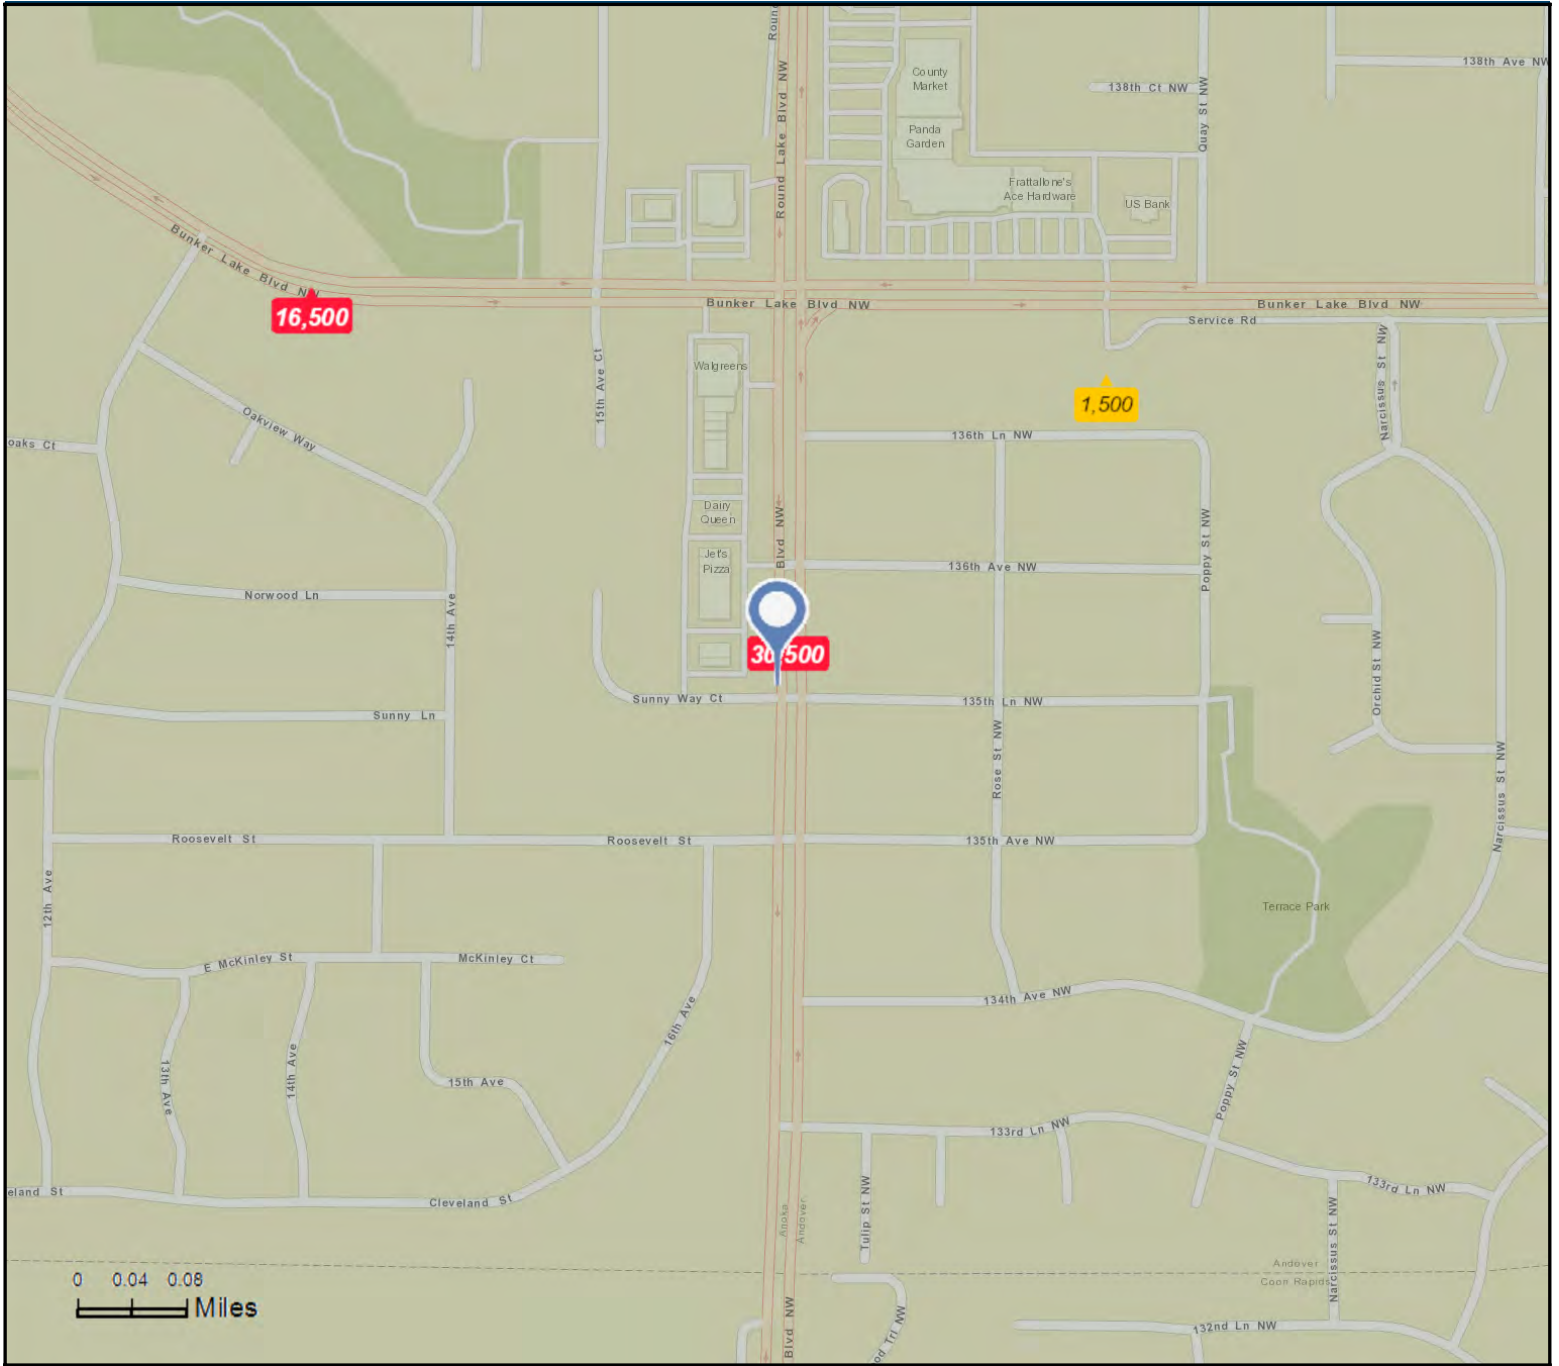 Round
138th Ave NW
County
Market
138th Ct NW
Round Lake Blvd NW
Quay St NW
Panda
Garden
Frattallone's
Ace Hardware
US Bank
Bunker Lake Blvd NW
16,500
Bunker Lake Blvd NW
Bunker Lake Blvd NW
Service Rd
Walgreens
15th Ave Ct
Narcissus St NW
1,500
Oakview Way
oaks Ct
136th Ln NW
Dairy
Queen
Blvd NW
Poppy St NW
Jet's
Pizza
136th Ave NW
Norwood Ln
14th Ave
30,500
Orchid St NW
Sunny Way Ct
135th Ln NW
Sunny Ln
Rose St NW
Narcissus St NW
Roosevelt St
Roosevelt St
135th Ave NW
12th Ave
Terrace Park
E McKinley St
McKinley Ct
134th Ave NW
16th Ave
13th Ave
14th Ave
15th Ave
Poppy St NW
133rd Ln NW
eland St
Cleveland St
133rd Ln NW
Tulip St NW
Anoka
Andover
Narcissus St NW
Andover
Coon Rapids
0 0.04 0.08
Miles
Blvd NW
od Trl NW
132nd Ln NW